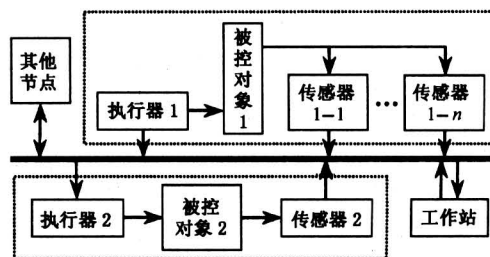 其他
节点
执行器 1
被
控
对
象
1
传感器
1-1
…
传感器
1-n
执行器 2
被控
对象 2
传感器 2
工作站